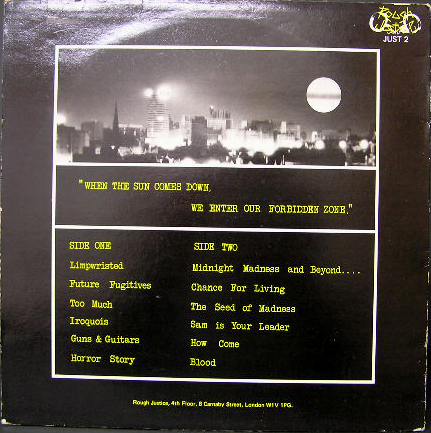 Rough
Justice
JUST 2
"WHEN THE SUN COMES DOWN,
WE ENTER OUR FORBIDDEN ZONE,"
SIDE ONE
Limpwristed
Future Fugitives
Too Much
Iroquois
Guns & Guitars
Horror Story
SIDE TWO
Midnight Madness and Beyond....
Chance For Living
The Seed of Madness
Sam is Your Leader
How Come
Blood
Rough Justice, 4th Floor, 8 Carnaby Street, London W1V 1PG.